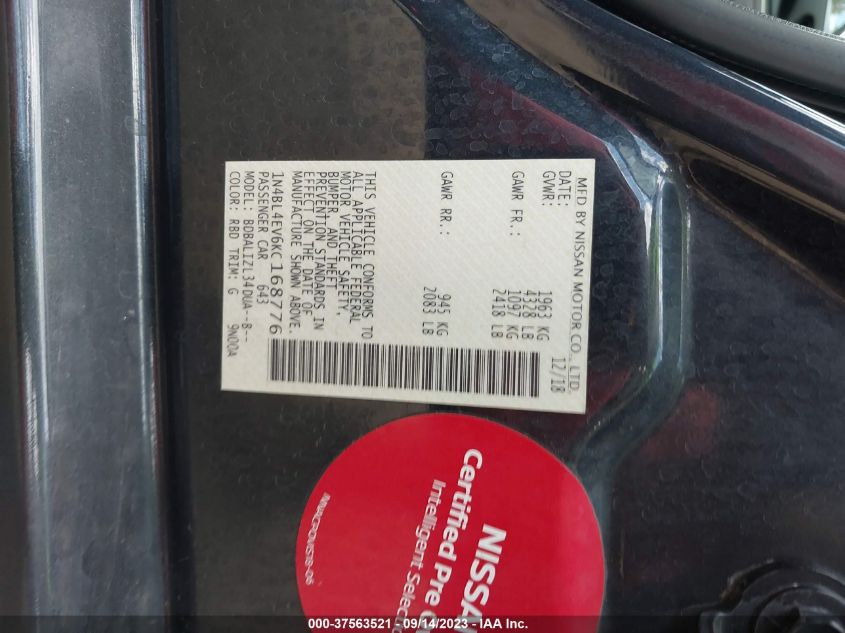 MFD BY NISSAN MOTOR CO., LTD.
DATE: 12/18
GVWR: 1963 KG
4328 LB
GAWR FR.: 1097 KG
2418 LB
GAWR RR.: 945 KG
2083 LB
THIS VEHICLE CONFORMS TO
ALL APPLICABLE FEDERAL
MOTOR VEHICLE SAFETY,
BUMPER, AND THEFT
PREVENTION STANDARDS IN
EFFECT ON THE DATE OF
MANUFACTURE SHOWN ABOVE.
1N4BL4EV6KC168776
PASSENGER CAR 643
MODEL: BDBALIZL34DUA--B--
COLOR: RBD TRIM: G 9N00A
NISSAN
Certified Pre
Intelligent
000-37563521 - 09/14/2023 - IAA Inc.